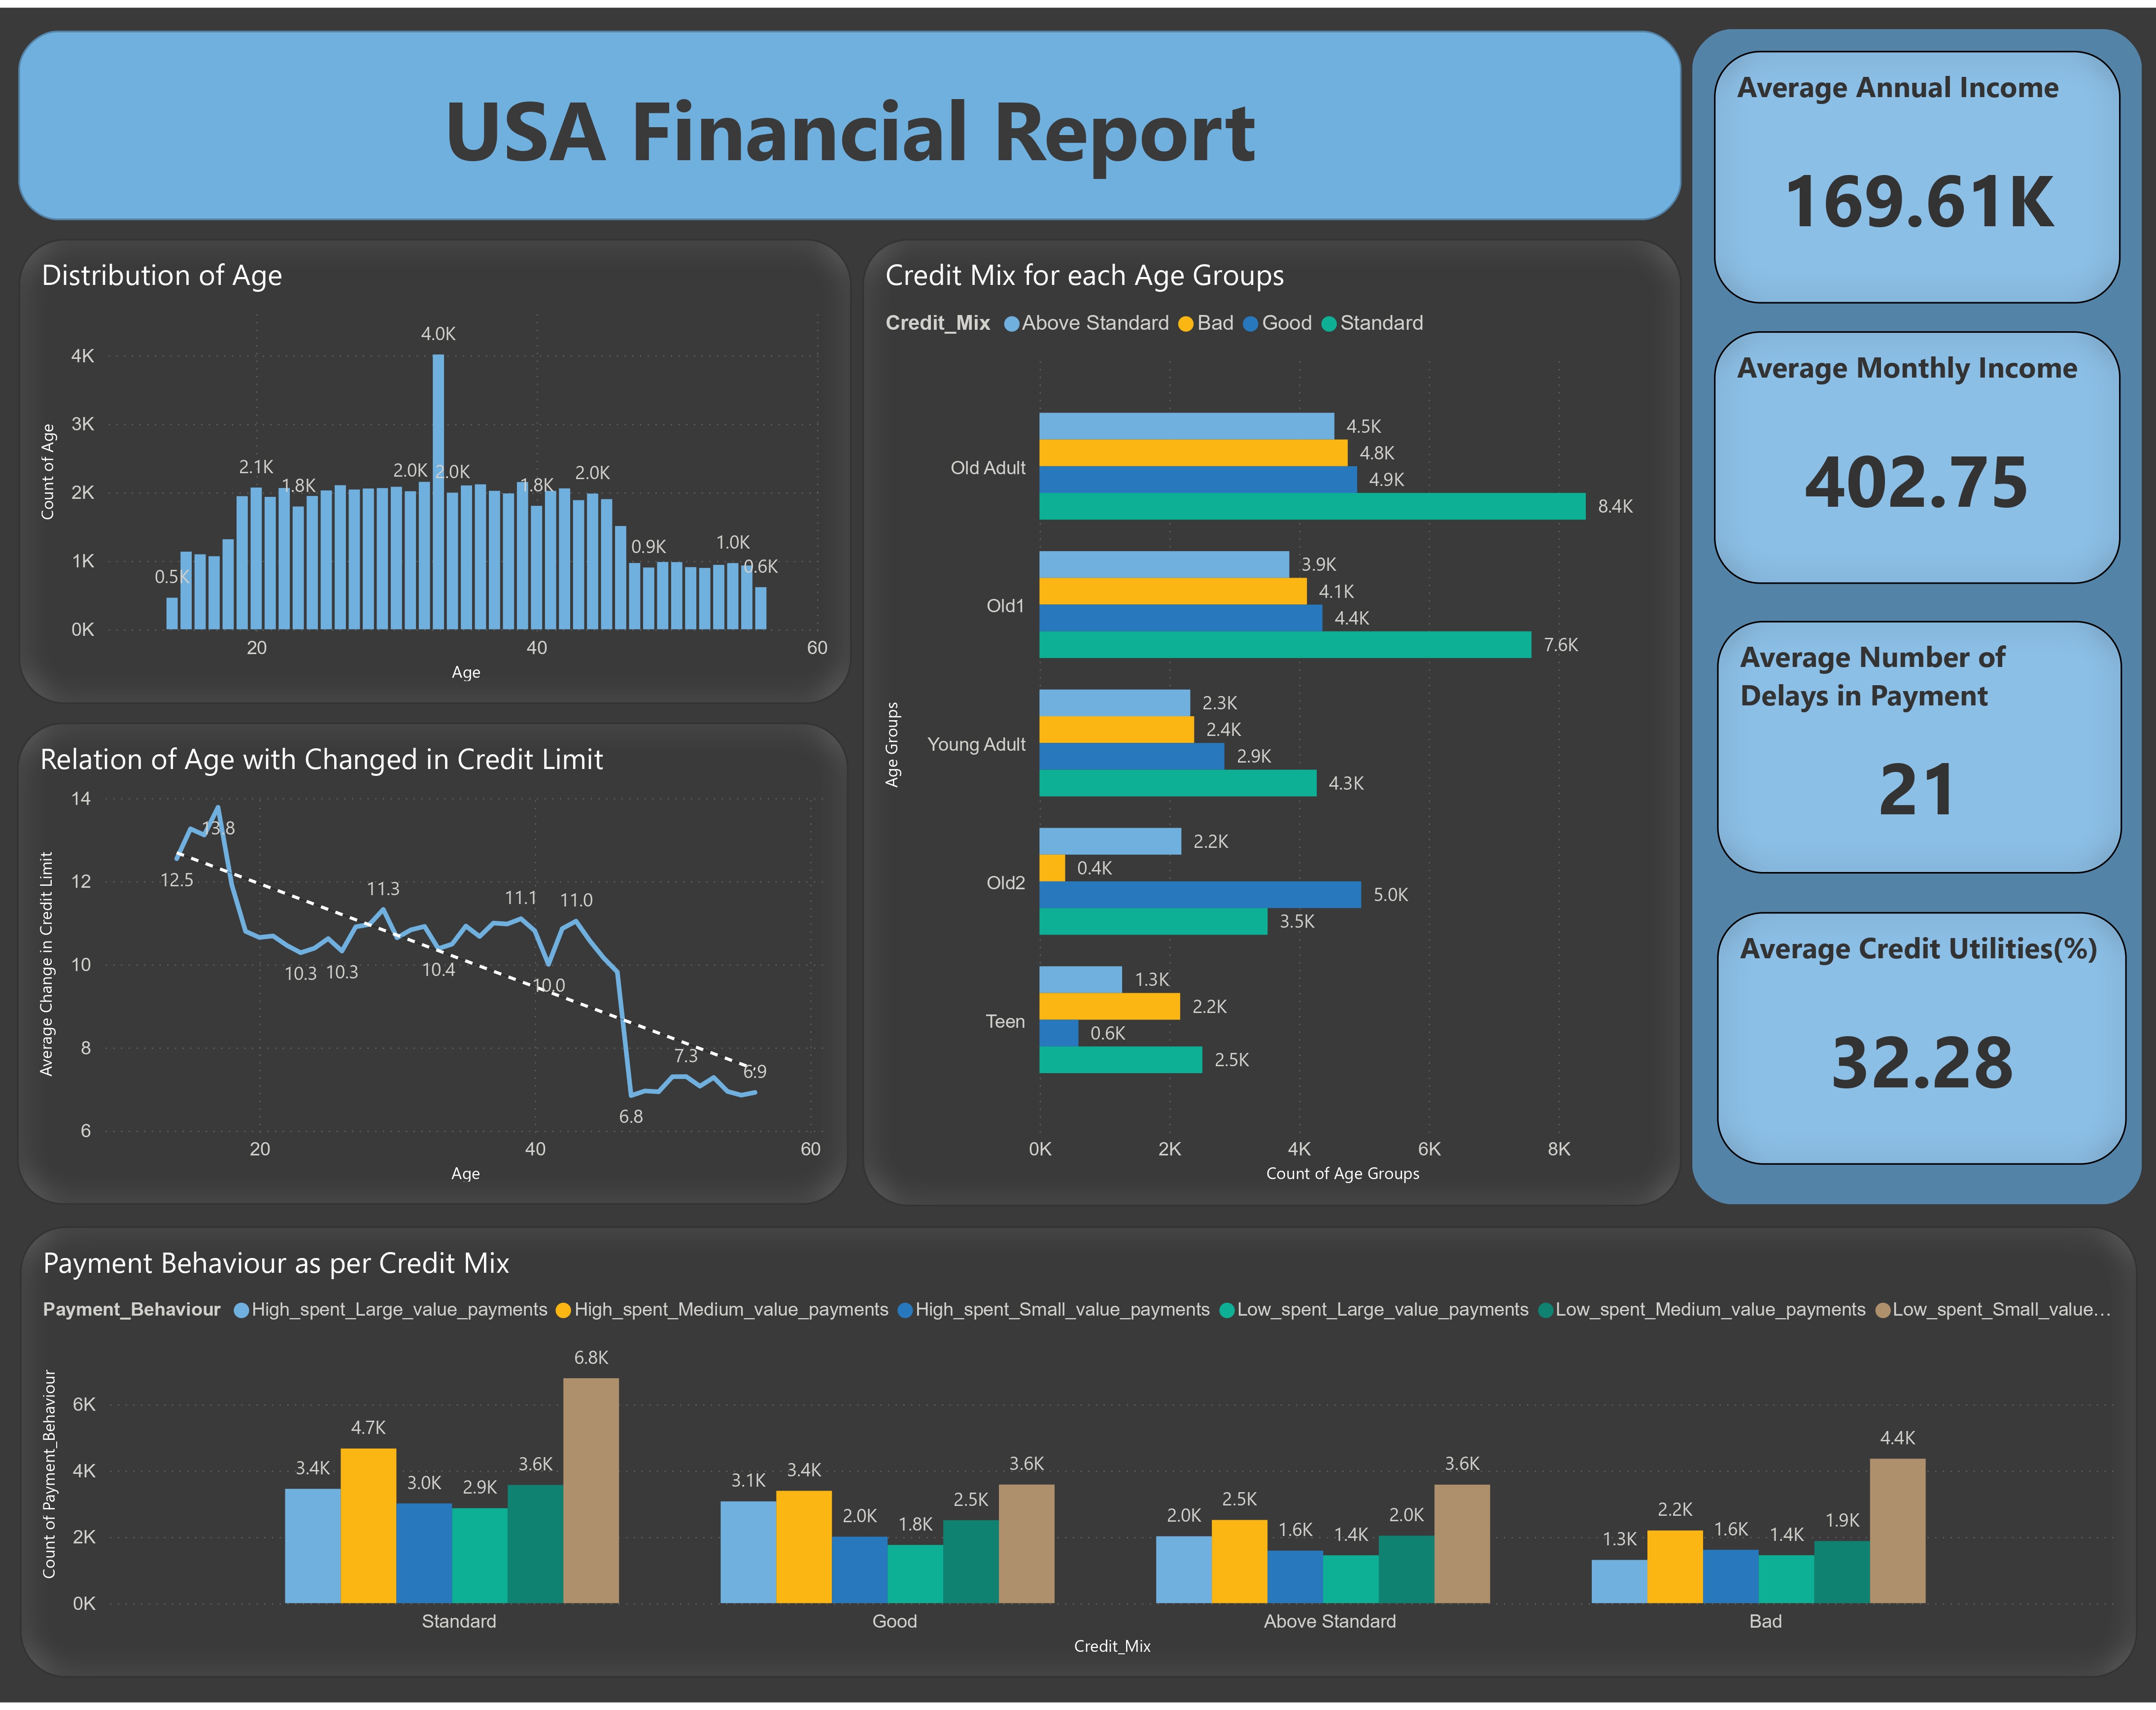 USA Financial Report
Average Annual Income
169.61K
Average Monthly Income
402.75
Average Number of
Delays in Payment
21
Average Credit Utilities(%)
32.28
Distribution of Age
Count of Age
4K
3K
2K
1K
0K
0.5K
2.1K
1.8K
2.0K
4.0K
2.0K
1.8K
2.0K
0.9K
1.0K
0.6K
20
40
60
Age
Relation of Age with Changed in Credit Limit
Average Change in Credit Limit
14
12
10
8
6
12.5
13.8
10.3
10.3
11.3
10.4
11.1
10.0
11.0
6.8
7.3
6.9
20
40
60
Age
Credit Mix for each Age Groups
Credit_Mix Above Standard Bad Good Standard
Age Groups
Old Adult
4.5K
4.8K
4.9K
8.4K
Old1
3.9K
4.1K
4.4K
7.6K
Young Adult
2.3K
2.4K
2.9K
4.3K
Old2
2.2K
0.4K
5.0K
3.5K
Teen
1.3K
2.2K
0.6K
2.5K
0K
2K
4K
6K
8K
Count of Age Groups
Payment Behaviour as per Credit Mix
Payment_Behaviour High_spent_Large_value_payments High_spent_Medium_value_payments High_spent_Small_value_payments Low_spent_Large_value_payments Low_spent_Medium_value_payments Low_spent_Small_value...
Count of Payment_Behaviour
6K
4K
2K
0K
3.4K
4.7K
3.0K
2.9K
3.6K
6.8K
3.1K
3.4K
2.0K
1.8K
2.5K
3.6K
2.0K
2.5K
1.6K
1.4K
2.0K
3.6K
1.3K
2.2K
1.6K
1.4K
1.9K
4.4K
Standard
Good
Above Standard
Bad
Credit_Mix